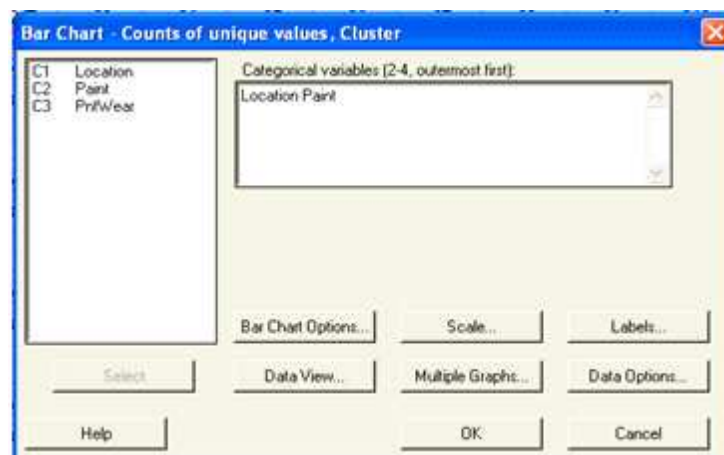 Bar Chart - Counts of unique values, Cluster
C1 Location
C2 Paint
C3 PntWear
Categorical variables (2-4, outermost first):
Location Paint
Bar Chart Options...
Scale...
Labels...
Select
Data View...
Multiple Graphs...
Data Options...
Help
OK
Cancel